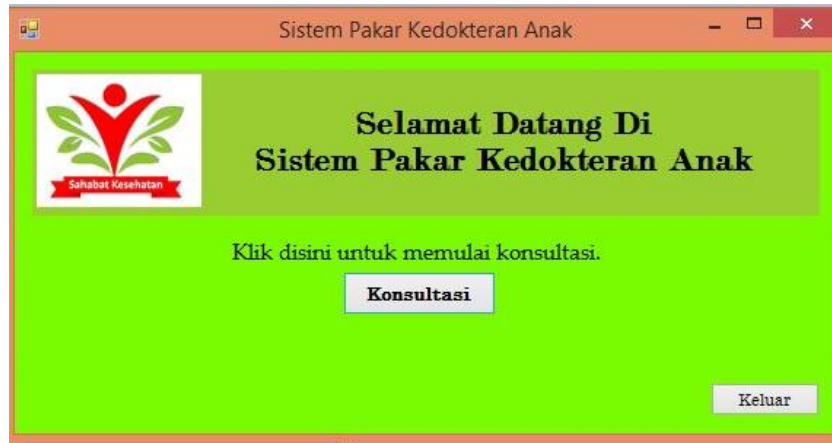 Sistem Pakar Kedokteran Anak
Selamat Datang Di
Sistem Pakar Kedokteran Anak
Sahabat Kesehatan
Klik disini untuk memulai konsultasi.
Konsultasi
Keluar